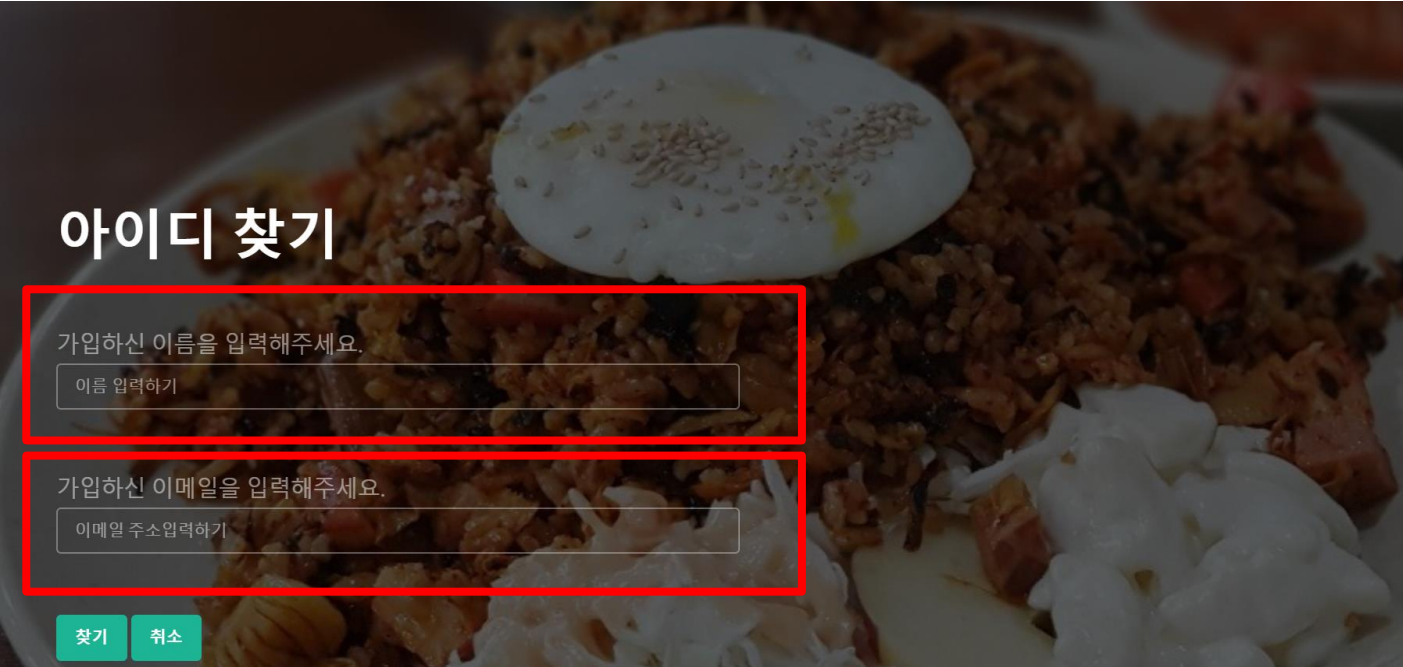 아이디 찾기
가입하신 이름을 입력해주세요.
이름 입력하기
가입하신 이메일을 입력해주세요.
이메일 주소입력하기
찾기 취소